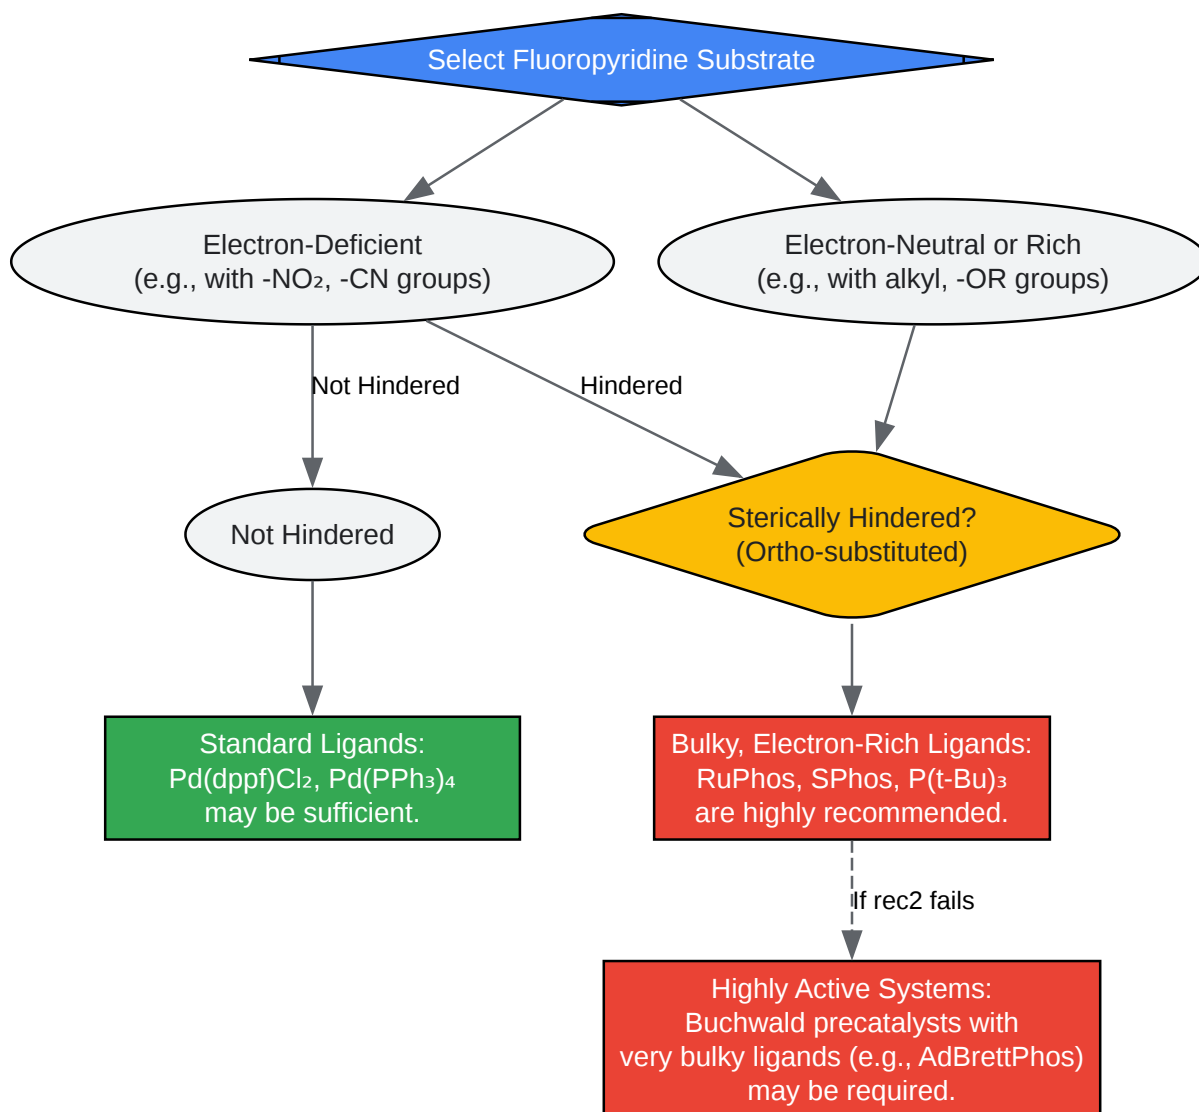 Select Fluoropyridine Substrate
Electron-Deficient
(e.g., with -NO₂, -CN groups)
Electron-Neutral or Rich
(e.g., with alkyl, -OR groups)
Not Hindered
Hindered
Not Hindered
Sterically Hindered?
(Ortho-substituted)
Standard Ligands:
Pd(dppf)Cl₂, Pd(PPh₃)₄
may be sufficient.
Bulky, Electron-Rich Ligands:
RuPhos, SPhos, P(t-Bu)₃
are highly recommended.
If rec2 fails
Highly Active Systems:
Buchwald precatalysts with
very bulky ligands (e.g., AdBrettPhos)
may be required.